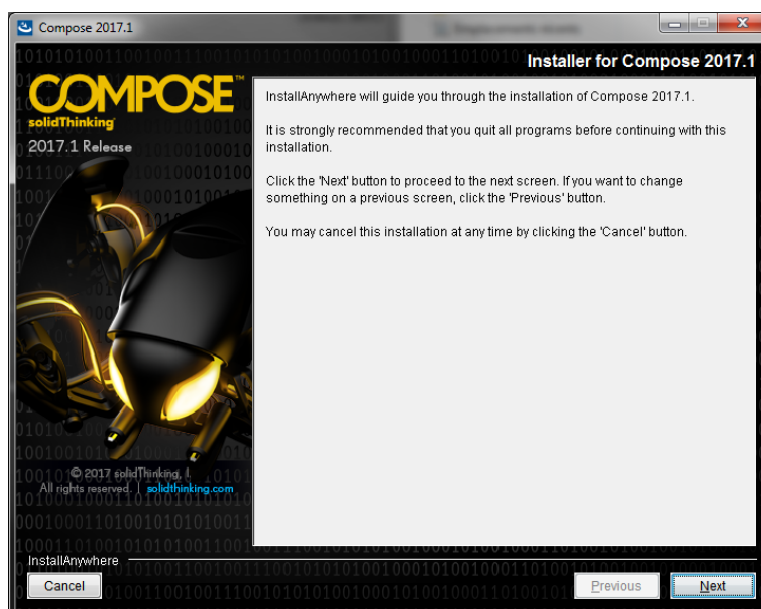 Compose 2017.1
Installer for Compose 2017.1
COMPOSE™
solidThinking
2017.1 Release
InstallAnywhere will guide you through the installation of Compose 2017.1.
It is strongly recommended that you quit all programs before continuing with this
installation.
Click the 'Next' button to proceed to the next screen. If you want to change
something on a previous screen, click the 'Previous' button.
You may cancel this installation at any time by clicking the 'Cancel' button.
© 2017 solidThinking, I.
All rights reserved. | solidthinking.com
InstallAnywhere
Cancel
Previous
Next